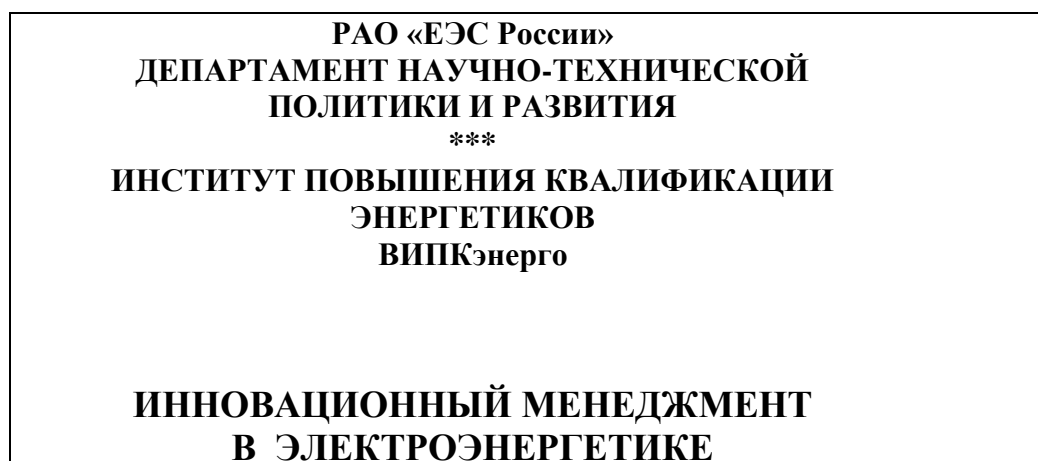 РАО «ЕЭС России»
ДЕПАРТАМЕНТ НАУЧНО-ТЕХНИЧЕСКОЙ
ПОЛИТИКИ И РАЗВИТИЯ
***
ИНСТИТУТ ПОВЫШЕНИЯ КВАЛИФИКАЦИИ
ЭНЕРГЕТИКОВ
ВИПКэнерго
ИННОВАЦИОННЫЙ МЕНЕДЖМЕНТ
В ЭЛЕКТРОЭНЕРГЕТИКЕ